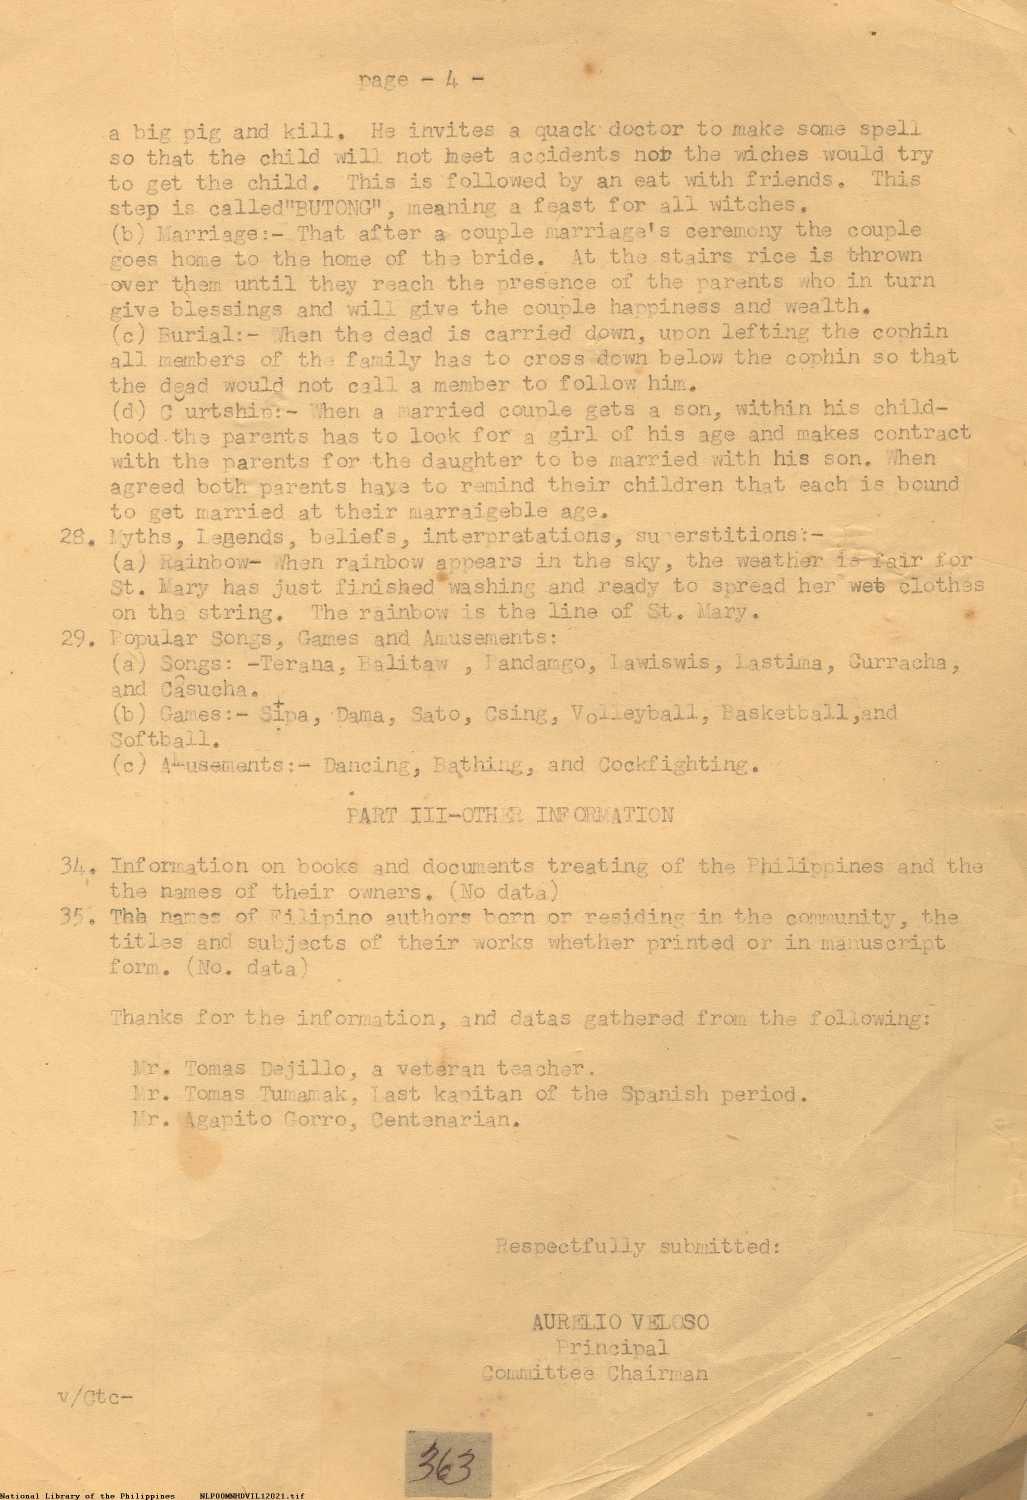 page - 4 -
a big pig and kill. He invites a quack doctor to make some spell
so that the child will not meet accidents nor the wiches would try
to get the child. This is followed by an eat with friends. This
step is called"BUTONG", meaning a feast for all witches.
(b) Marriage:- That after a couple marriage's ceremony the couple
goes home to the home of the bride. At the stairs rice is thrown
over them until they reach the presence of the parents who in turn
give blessings and will give the couple happiness and wealth.
(c) Burial:- When the dead is carried down, upon lefting the cophin
all members of the family has to cross down below the cophin so that
the dead would not call a member to follow him.
(d) Courtship:- When a married couple gets a son, within his child-
hood the parents has to look for a girl of his age and makes contract
with the parents for the daughter to be married with his son. When
agreed both parents have to remind their children that each is bound
to get married at their marraigeble age.
28. Myths, legends, beliefs, interpretations, superstitions:-
(a) Rainbow- When rainbow appears in the sky, the weather is fair for
St. Mary has just finished washing and ready to spread her wet clothes
on the string. The rainbow is the line of St. Mary.
29. Popular Songs, Games and Amusements:
(a) Songs: -Terana, Balitaw , Fandamgo, Lawiswis, Lastima, Curracha,
and Casucha.
(b) Games:- Sipa, Dama, Sato, Csing, Volleyball, Basketball,and
Softball.
(c) Amusements:- Dancing, Bathing, and Cockfighting.
PART III-OTHER INFORMATION
34. Information on books and documents treating of the Philippines and the
the names of their owners. (No data)
35. The names of Filipino authors born or residing in the community, the
titles and subjects of their works whether printed or in manuscript
form. (No. data)
Thanks for the information, and datas gathered from the following:
Mr. Tomas Dejillo, a veteran teacher.
Mr. Tomas Tumamak, Last kapitan of the Spanish period.
Mr. Agapito Gorro, Centenarian.
Respectfully submitted:
AURELIO VELOSO
Principal
Committee Chairman
v/Gtc-
363
National Library of the Philippines NLP00MNHDVIL12021.tif